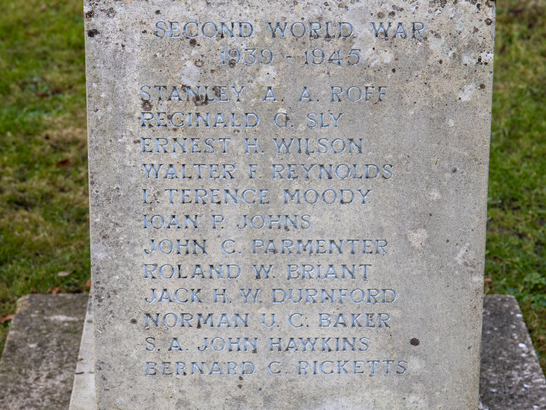 SECOND WORLD WAR
1939 - 1945
STANLEY A. A. ROFF
REGINALD G. SLY
ERNEST H. WILSON
WALTER F. REYNOLDS
TERENCE MOODY
IOAN P. JOHNS
JOHN C. PARMENTER
ROLAND W. BRIANT
JACK H. W. DURNFORD
NORMAN U. C. BAKER
S. A. JOHN HAWKINS
BERNARD C. RICKETTS